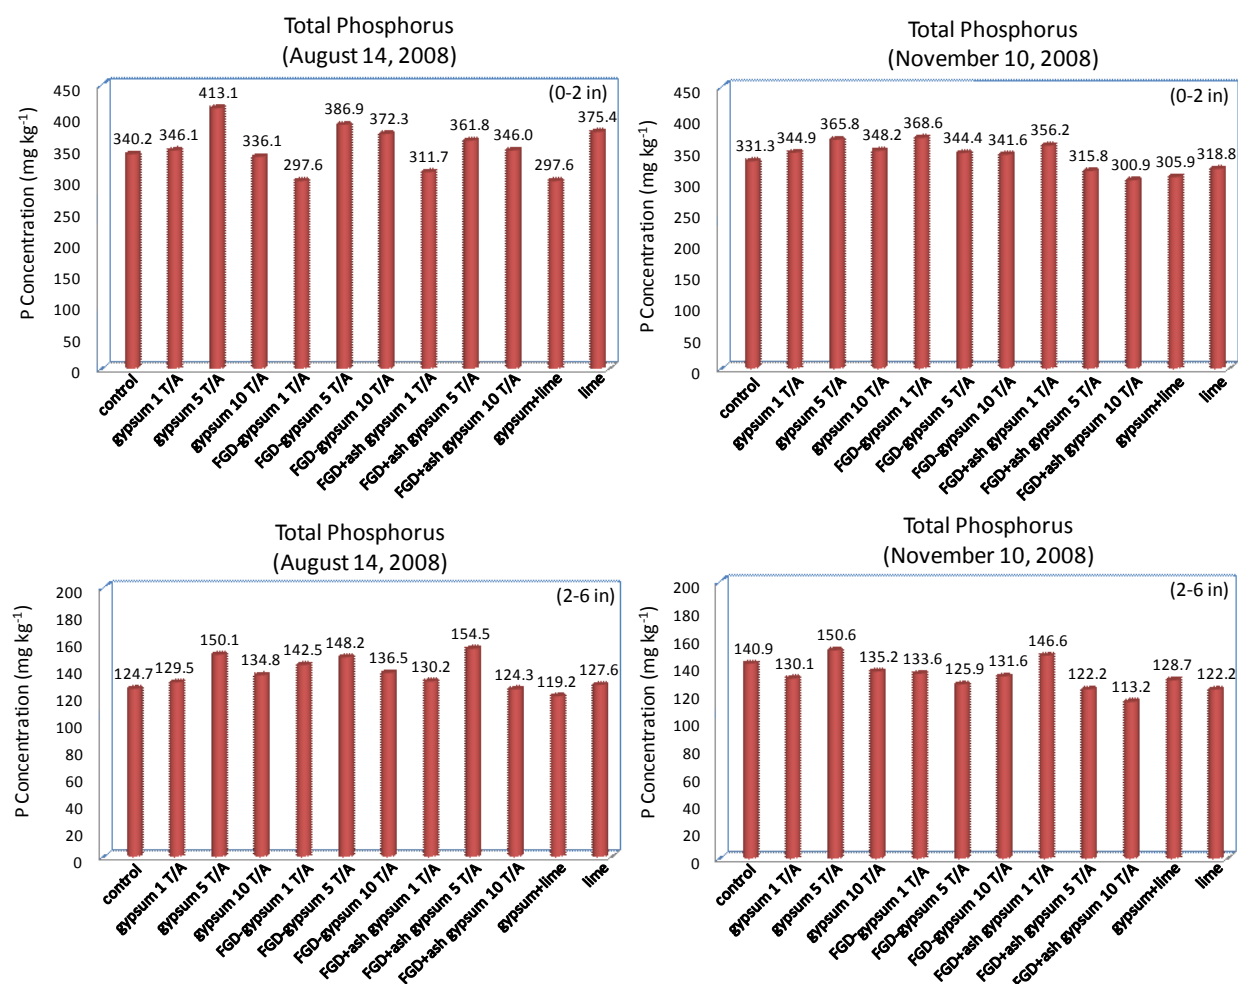 Total Phosphorus
(August 14, 2008)
(0-2 in)
P Concentration (mg kg-1)
450
400
350
300
250
200
150
100
50
0
340.2
346.1
413.1
336.1
297.6
386.9
372.3
311.7
361.8
346.0
297.6
375.4
control
gypsum 1 T/A
gypsum 5 T/A
gypsum 10 T/A
FGD-gypsum 1 T/A
FGD-gypsum 5 T/A
FGD-gypsum 10 T/A
FGD+ash gypsum 1 T/A
FGD+ash gypsum 5 T/A
FGD+ash gypsum 10 T/A
gypsum+lime
lime
Total Phosphorus
(November 10, 2008)
(0-2 in)
P Concentration (mg kg-1)
450
400
350
300
250
200
150
100
50
0
331.3
344.9
365.8
348.2
368.6
344.4
341.6
356.2
315.8
300.9
305.9
318.8
control
gypsum 1 T/A
gypsum 5 T/A
gypsum 10 T/A
FGD-gypsum 1 T/A
FGD-gypsum 5 T/A
FGD-gypsum 10 T/A
FGD+ash gypsum 1 T/A
FGD+ash gypsum 5 T/A
FGD+ash gypsum 10 T/A
gypsum+lime
lime
Total Phosphorus
(August 14, 2008)
(2-6 in)
P Concentration (mg kg-1)
200
180
160
140
120
100
80
60
40
20
0
124.7
129.5
150.1
134.8
142.5
148.2
136.5
130.2
154.5
124.3
119.2
127.6
control
gypsum 1 T/A
gypsum 5 T/A
gypsum 10 T/A
FGD-gypsum 1 T/A
FGD-gypsum 5 T/A
FGD-gypsum 10 T/A
FGD+ash gypsum 1 T/A
FGD+ash gypsum 5 T/A
FGD+ash gypsum 10 T/A
gypsum+lime
lime
Total Phosphorus
(November 10, 2008)
(2-6 in)
P Concentration (mg kg-1)
200
180
160
140
120
100
80
60
40
20
0
140.9
130.1
150.6
135.2
133.6
125.9
131.6
146.6
122.2
113.2
128.7
122.2
control
gypsum 1 T/A
gypsum 5 T/A
gypsum 10 T/A
FGD-gypsum 1 T/A
FGD-gypsum 5 T/A
FGD-gypsum 10 T/A
FGD+ash gypsum 1 T/A
FGD+ash gypsum 5 T/A
FGD+ash gypsum 10 T/A
gypsum+lime
lime